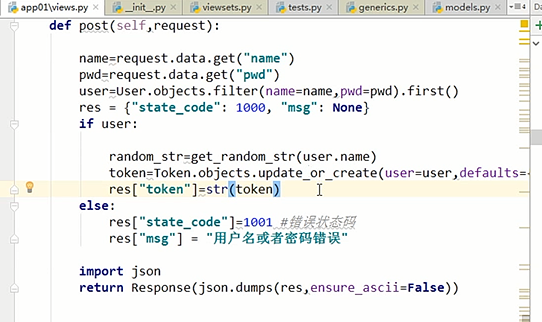 app01\views.py __init__.py viewsets.py tests.py generics.py models.py
def post(self,request):
name=request.data.get("name")
pwd=request.data.get("pwd")
user=User.objects.filter(name=name,pwd=pwd).first()
res = {"state_code": 1000, "msg": None}
if user:
random_str=get_random_str(user.name)
token=Token.objects.update_or_create(user=user,defaults=
res["token"]=str(token)
else:
res["state_code"]=1001 #错误状态码
res["msg"] = "用户名或者密码错误"
import json
return Response(json.dumps(res,ensure_ascii=False))